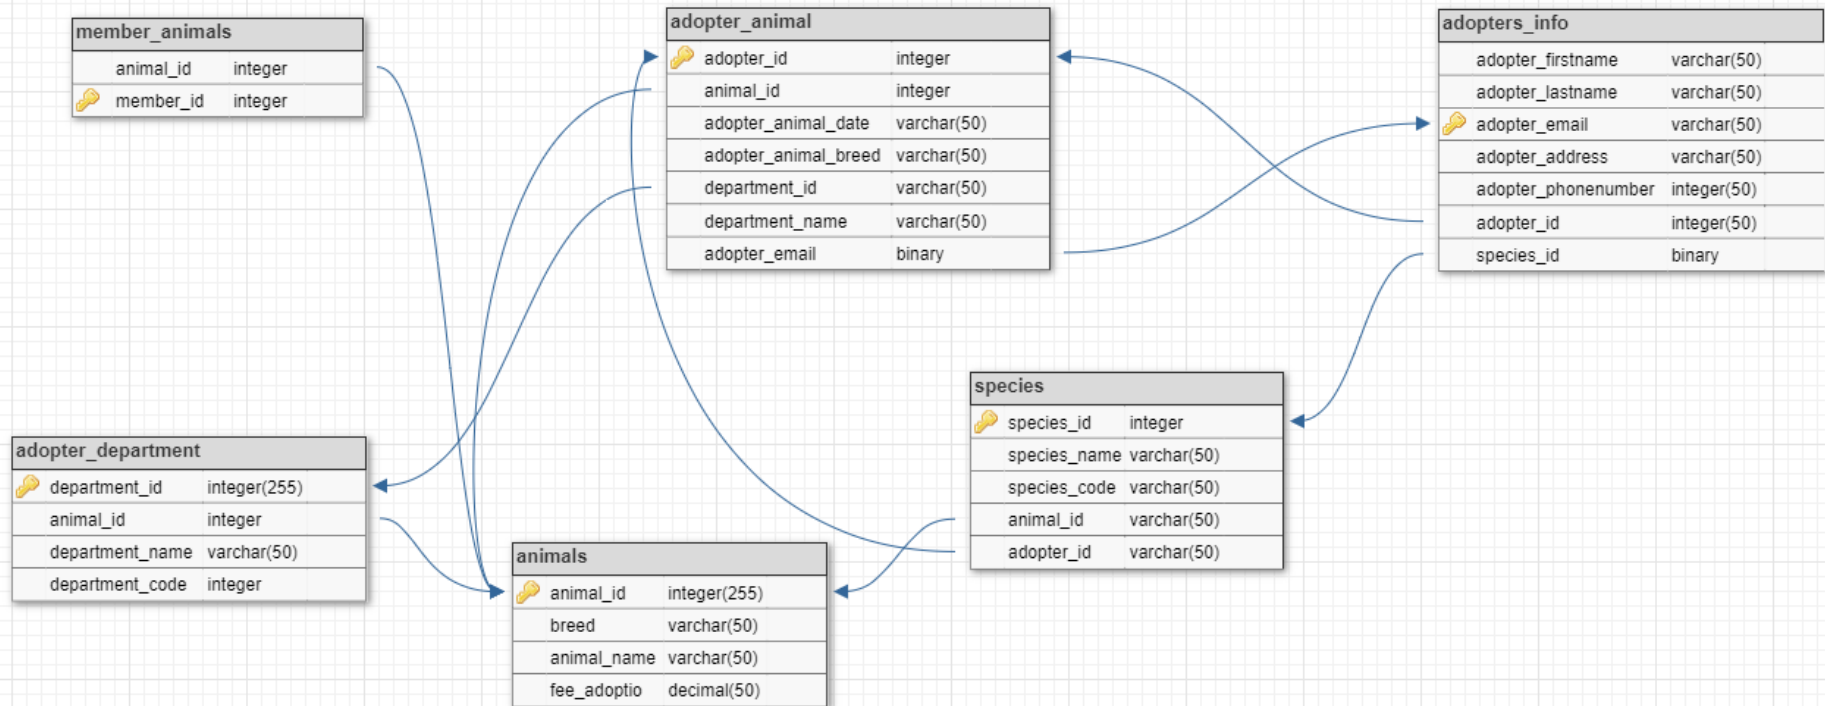 member_animals
animal_id integer
member_id integer
adopter_animal
adopter_id integer
animal_id integer
adopter_animal_date varchar(50)
adopter_animal_breed varchar(50)
department_id varchar(50)
department_name varchar(50)
adopter_email binary
adopters_info
adopter_firstname varchar(50)
adopter_lastname varchar(50)
adopter_email varchar(50)
adopter_address varchar(50)
adopter_phonenumber integer(50)
adopter_id integer(50)
species_id binary
species
species_id integer
species_name varchar(50)
species_code varchar(50)
animal_id varchar(50)
adopter_id varchar(50)
adopter_department
department_id integer(255)
animal_id integer
department_name varchar(50)
department_code integer
animals
animal_id integer(255)
breed varchar(50)
animal_name varchar(50)
fee_adoptio decimal(50)